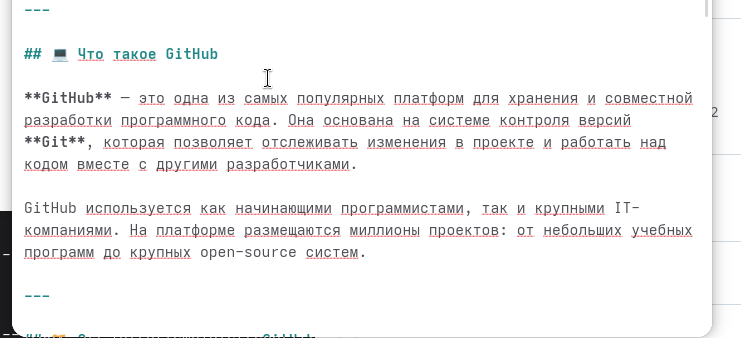 ---
## 💻 Что такое GitHub
**GitHub** — это одна из самых популярных платформ для хранения и совместной
разработки программного кода. Она основана на системе контроля версий
**Git**, которая позволяет отслеживать изменения в проекте и работать над
кодом вместе с другими разработчиками.
GitHub используется как начинающими программистами, так и крупными IT-
компаниями. На платформе размещаются миллионы проектов: от небольших учебных
программ до крупных open-source систем.
---
2